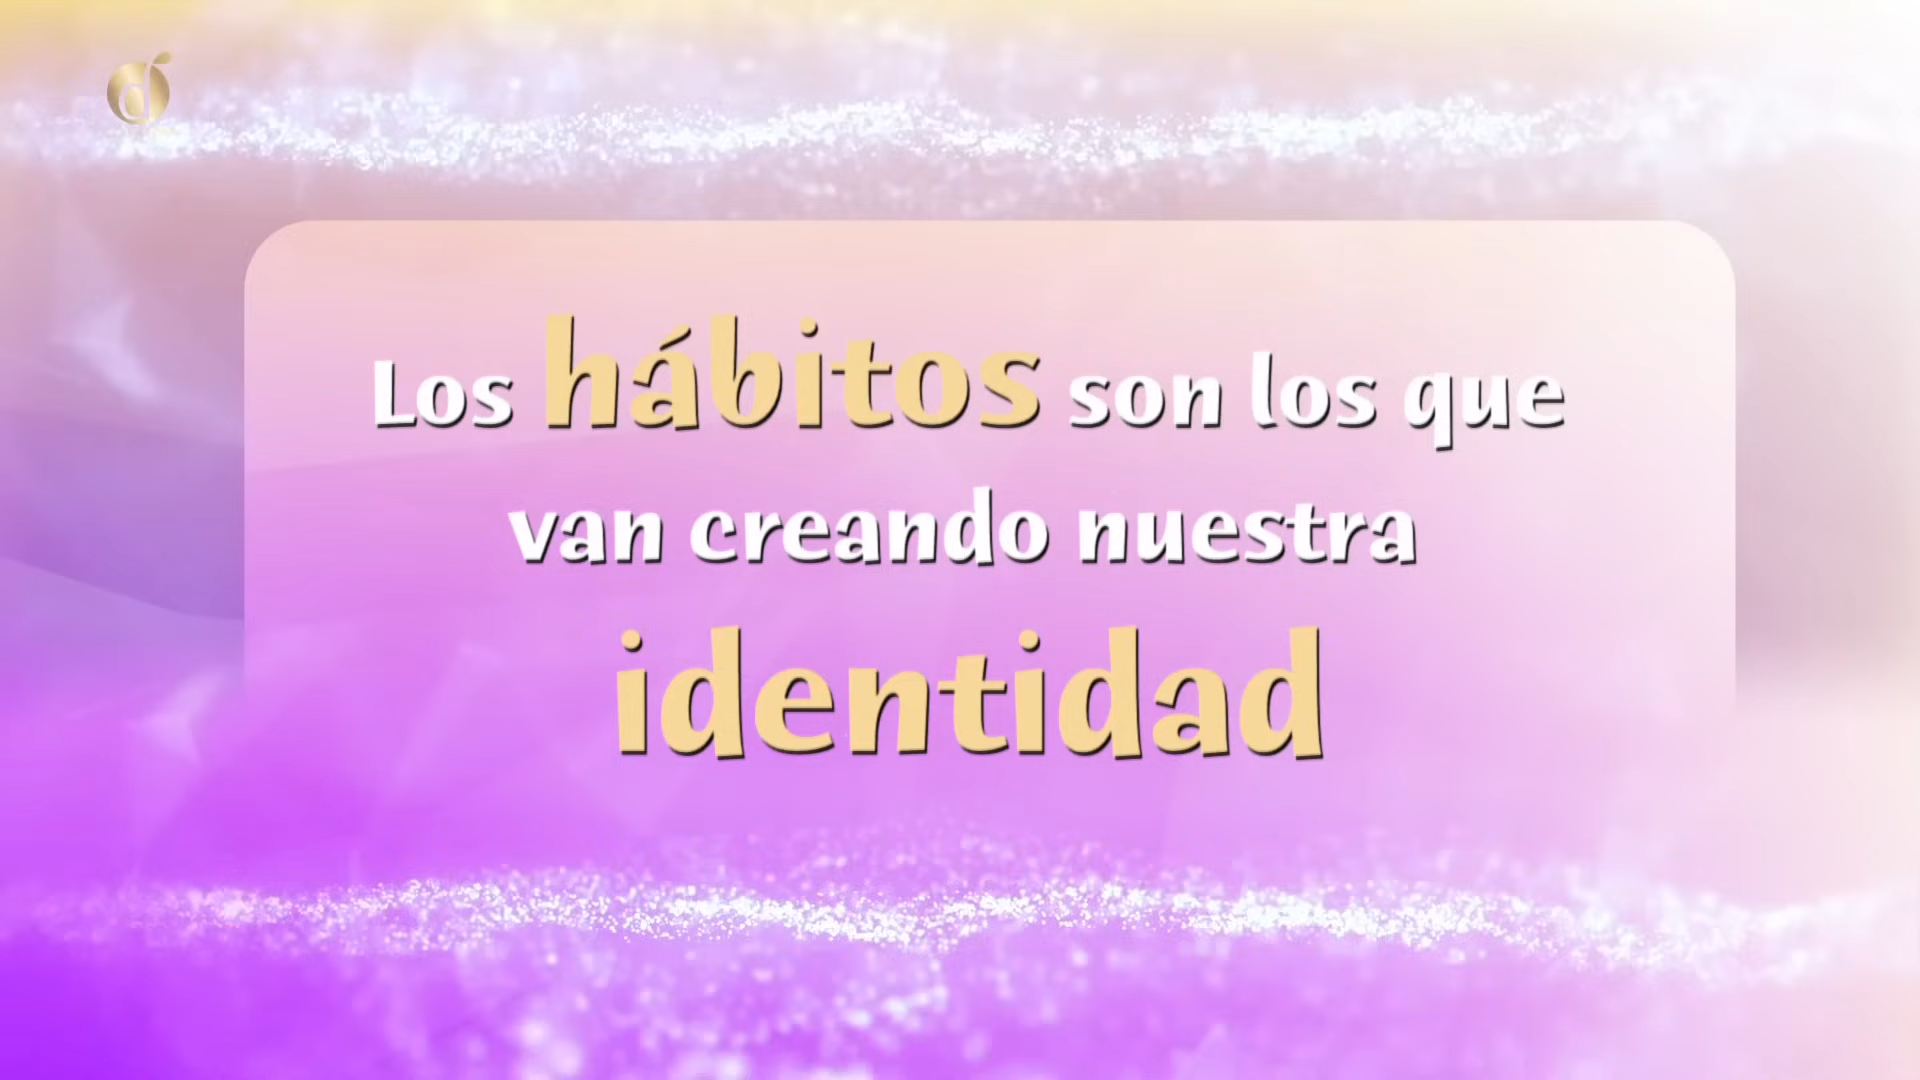 Los hábitos son los que
van creando nuestra
identidad